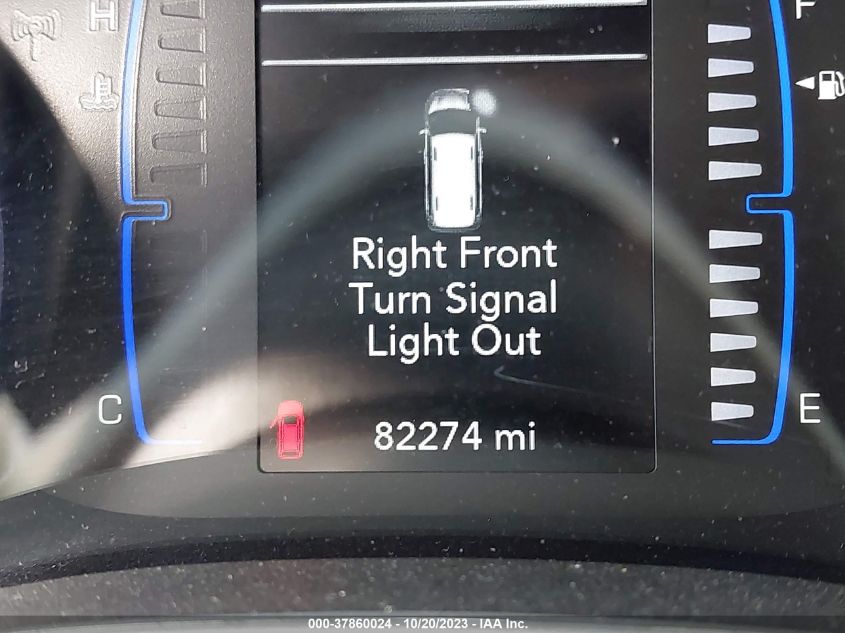 H
F
Right Front
Turn Signal
Light Out
C
E
82274 mi
000-37860024 - 10/20/2023 - IAA Inc.